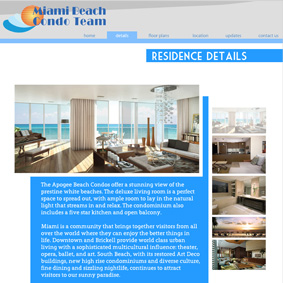 Miami Beach
Condo Team
home details floor plans location updates contact us
RESIDENCE DETAILS
The Apogee Beach Condos offer a stunning view of the
prestine white beaches. The deluxe living room is a perfect
place to spread out, with ample room to lay in the natural
light that streams in and relax. The condominium also
includes a five star kitchen and open balcony.
Miami is a community that brings together visitors from all
over the world where they can enjoy the better things in
life. Downtown and Brickell provide world class urban
living with a sophisticated multicultural influence: theater,
opera, ballet, and art. South Beach, with its restored Art Deco
buildings, new high rise condominiums and diverse culture,
fine dining and sizzling nightlife, continues to attract
visitors to our sunny paradise.